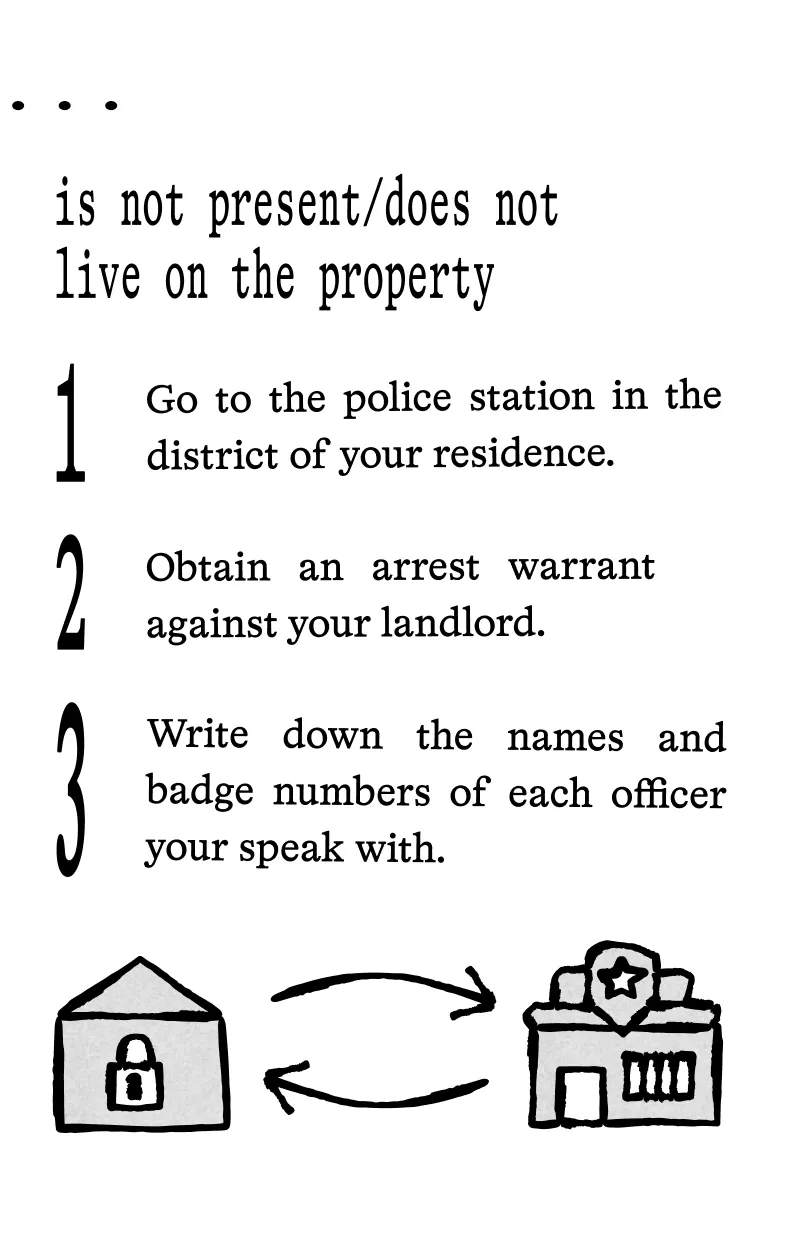 . . .
is not present/does not
live on the property
1 Go to the police station in the
district of your residence.
2 Obtain an arrest warrant
against your landlord.
3 Write down the names and
badge numbers of each officer
your speak with.